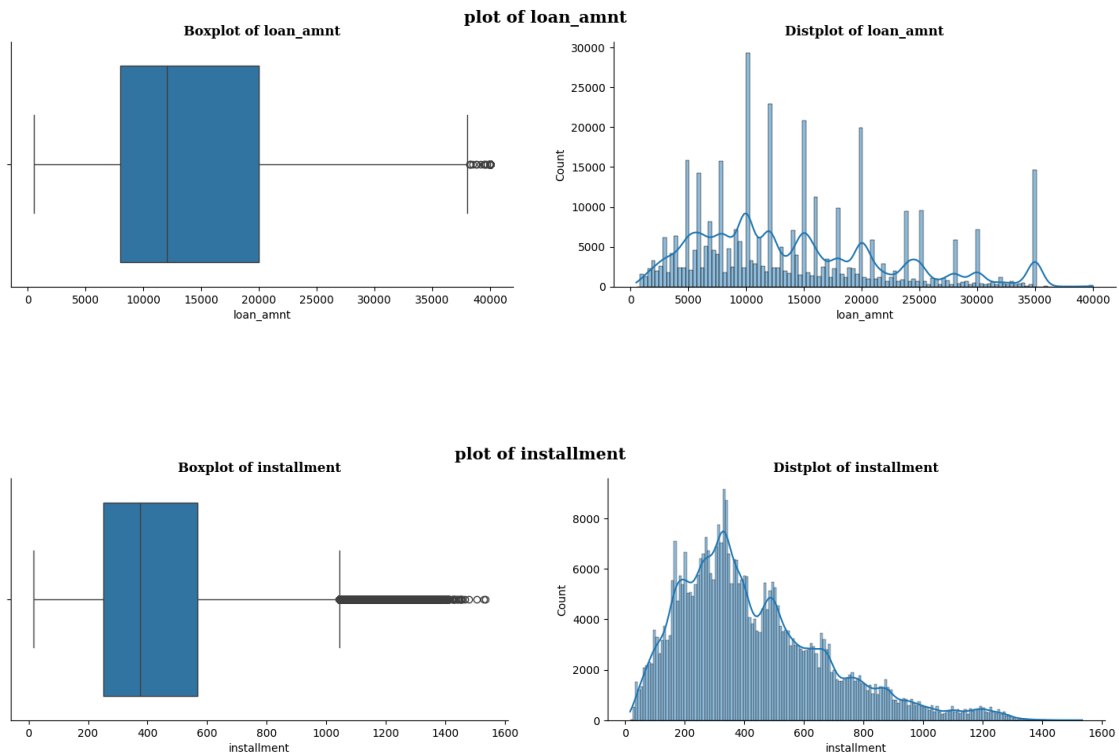 plot of loan_amnt
Boxplot of loan_amnt
0 5000 10000 15000 20000 25000 30000 35000 40000
loan_amnt
Distplot of loan_amnt
30000
25000
20000
15000
10000
5000
0
Count
0 5000 10000 15000 20000 25000 30000 35000 40000
loan_amnt
plot of installment
Boxplot of installment
0 200 400 600 800 1000 1200 1400 1600
installment
Distplot of installment
8000
6000
4000
2000
0
Count
0 200 400 600 800 1000 1200 1400 1600
installment